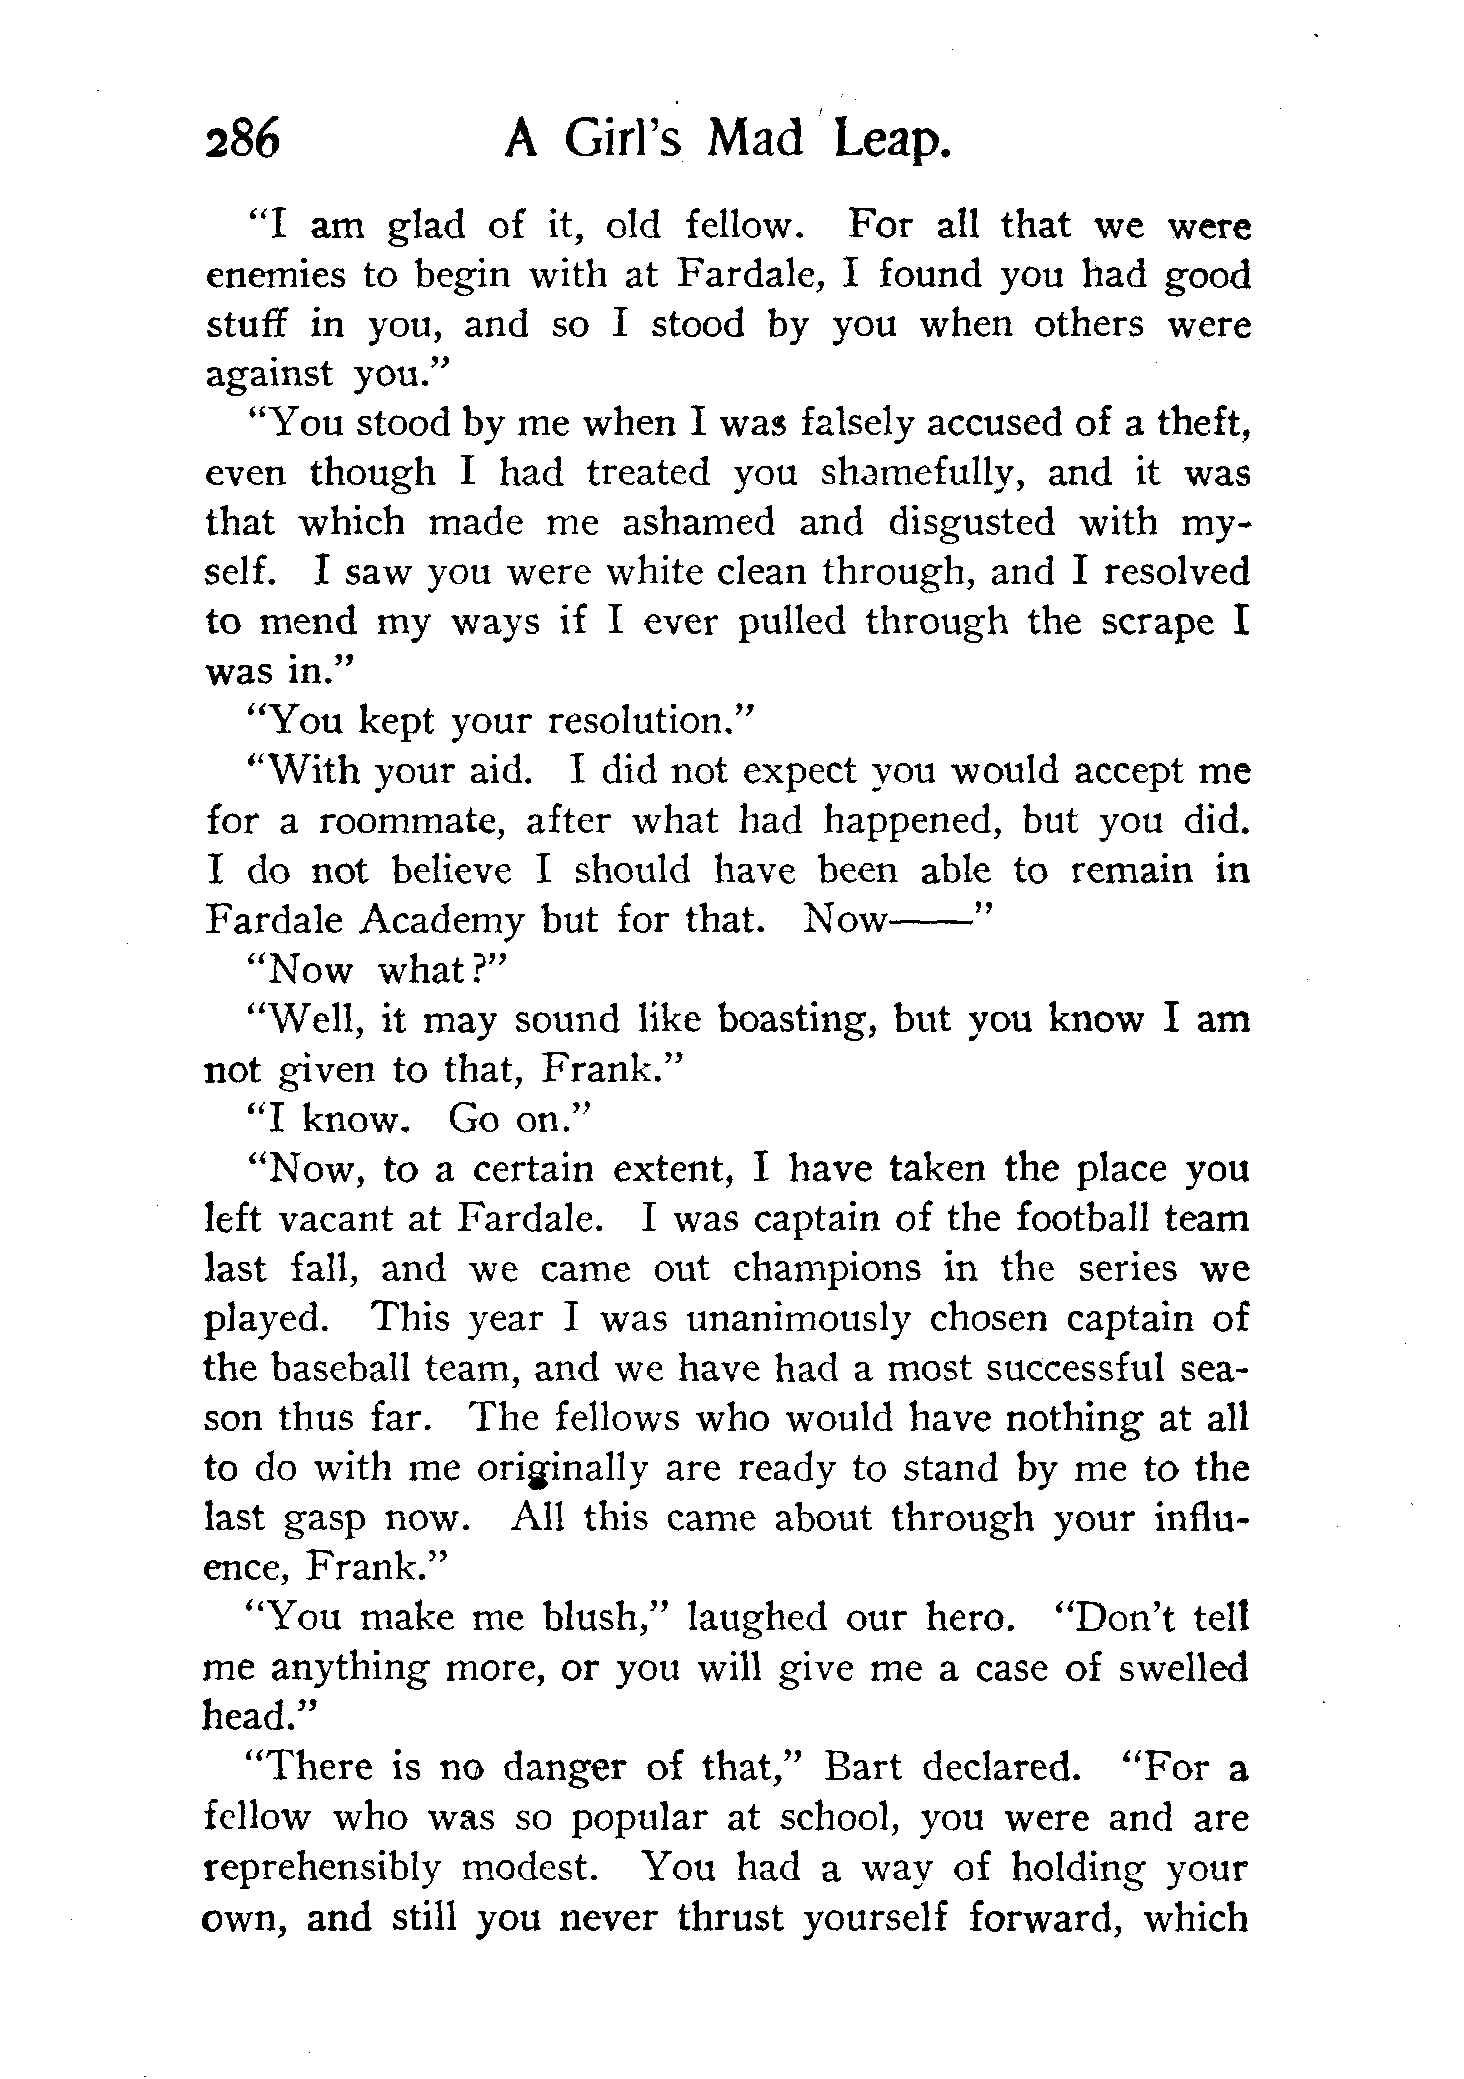 286 A Girl's Mad Leap.
"I am glad of it, old fellow. For all that we were
enemies to begin with at Fardale, I found you had good
stuff in you, and so I stood by you when others were
against you."
"You stood by me when I was falsely accused of a theft,
even though I had treated you shamefully, and it was
that which made me ashamed and disgusted with my-
self. I saw you were white clean through, and I resolved
to mend my ways if I ever pulled through the scrape I
was in."
"You kept your resolution."
"With your aid. I did not expect you would accept me
for a roommate, after what had happened, but you did.
I do not believe I should have been able to remain in
Fardale Academy but for that. Now——"
"Now what?"
"Well, it may sound like boasting, but you know I am
not given to that, Frank."
"I know. Go on."
"Now, to a certain extent, I have taken the place you
left vacant at Fardale. I was captain of the football team
last fall, and we came out champions in the series we
played. This year I was unanimously chosen captain of
the baseball team, and we have had a most successful sea-
son thus far. The fellows who would have nothing at all
to do with me originally are ready to stand by me to the
last gasp now. All this came about through your influ-
ence, Frank."
"You make me blush," laughed our hero. "Don't tell
me anything more, or you will give me a case of swelled
head."
"There is no danger of that," Bart declared. "For a
fellow who was so popular at school, you were and are
reprehensibly modest. You had a way of holding your
own, and still you never thrust yourself forward, which